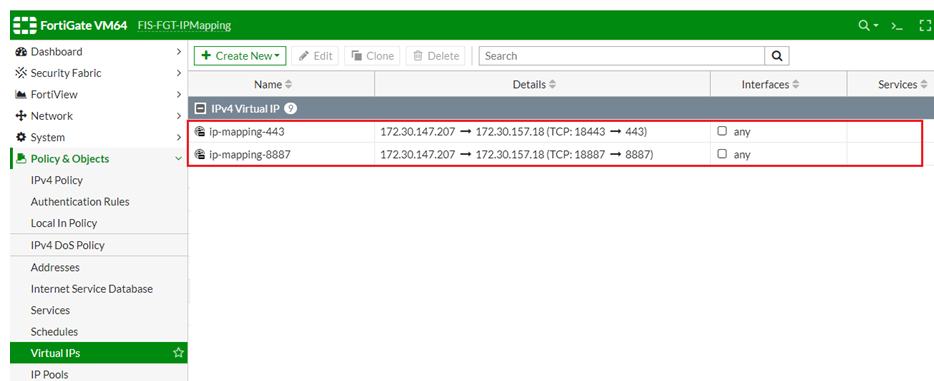 FortiGate VM64 FIS-FGT-IPMapping >_
Dashboard
Security Fabric
FortiView
Network
System
Policy & Objects
IPv4 Policy
Authentication Rules
Local In Policy
IPv4 DoS Policy
Addresses
Internet Service Database
Services
Schedules
Virtual IPs
IP Pools
+ Create New Edit Clone Delete Search
Name Details Interfaces Services
IPv4 Virtual IP 9
ip-mapping-443 172.30.147.207 → 172.30.157.18 (TCP: 18443 → 443) any
ip-mapping-8887 172.30.147.207 → 172.30.157.18 (TCP: 18887 → 8887) any